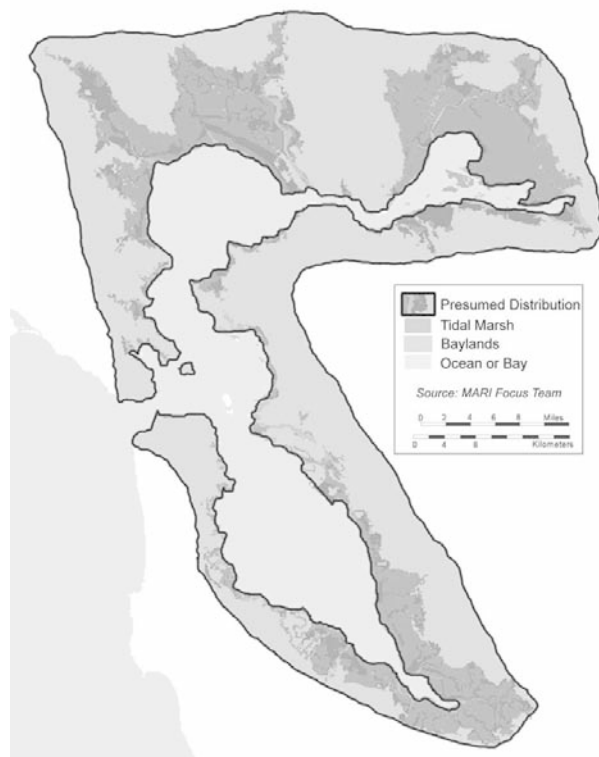 Presumed Distribution
Tidal Marsh
Baylands
Ocean or Bay
Source: MARI Focus Team
0 2 4 6 8 Miles
0 4 8 Kilometers